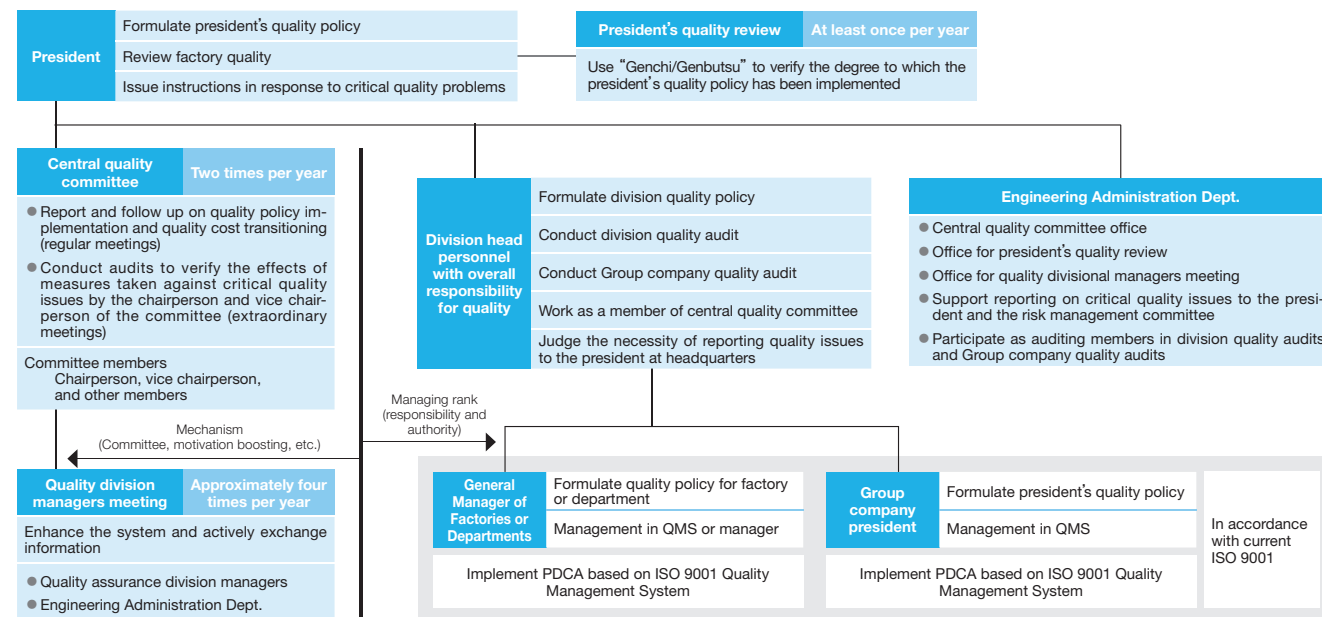 President
Formulate president’s quality policy
Review factory quality
Issue instructions in response to critical quality problems
President’s quality review
At least once per year
Use “Genchi/Genbutsu” to verify the degree to which the
president’s quality policy has been implemented
Central quality
committee
Two times per year
● Report and follow up on quality policy im-
plementation and quality cost transitioning
(regular meetings)
● Conduct audits to verify the effects of
measures taken against critical quality
issues by the chairperson and vice chair-
person of the committee (extraordinary
meetings)
Committee members
Chairperson, vice chairperson,
and other members
Mechanism
(Committee, motivation boosting, etc.)
Managing rank
(responsibility and
authority)
Quality division
managers meeting
Approximately four
times per year
Enhance the system and actively exchange
information
● Quality assurance division managers
● Engineering Administration Dept.
Division head
personnel
with overall
responsibility
for quality
Formulate division quality policy
Conduct division quality audit
Conduct Group company quality audit
Work as a member of central quality committee
Judge the necessity of reporting quality issues
to the president at headquarters
Engineering Administration Dept.
● Central quality committee office
● Office for president’s quality review
● Office for quality divisional managers meeting
● Support reporting on critical quality issues to the presi-
dent and the risk management committee
● Participate as auditing members in division quality audits
and Group company quality audits
General
Manager of
Factories or
Departments
Formulate quality policy for factory
or department
Management in QMS or manager
Implement PDCA based on ISO 9001 Quality
Management System
Group
company
president
Formulate president’s quality policy
Management in QMS
Implement PDCA based on ISO 9001 Quality
Management System
In accordance
with current
ISO 9001